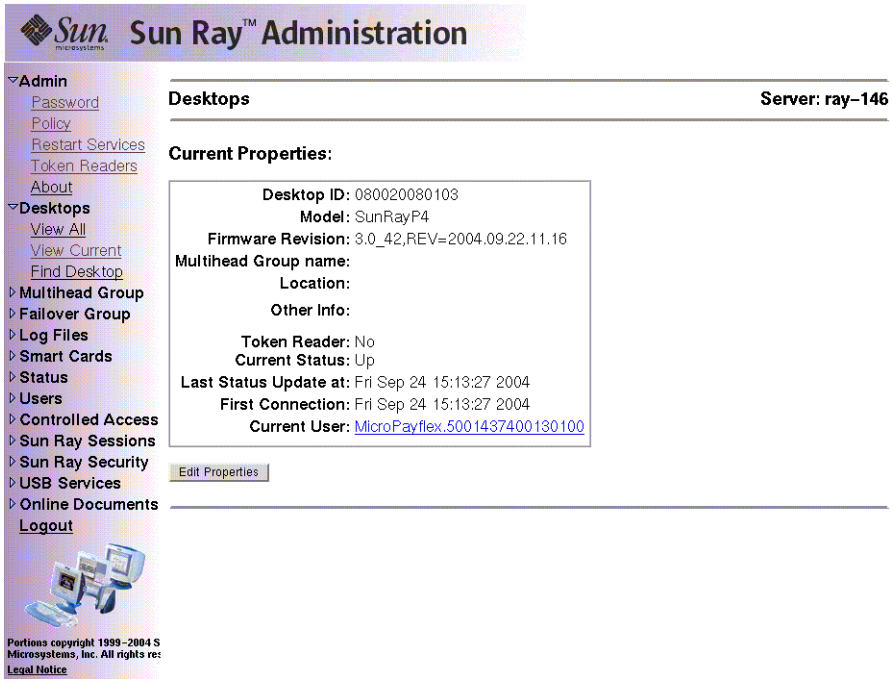 Sun microsystems Sun Ray™ Administration
▽Admin
Password
Policy
Restart Services
Token Readers
About
▽Desktops
View All
View Current
Find Desktop
▷Multihead Group
▷Failover Group
▷Log Files
▷Smart Cards
▷Status
▷Users
▷Controlled Access
▷Sun Ray Sessions
▷Sun Ray Security
▷USB Services
▷Online Documents
Logout
Portions copyright 1999–2004 S
Microsystems, Inc. All rights res
Legal Notice
Desktops Server: ray–146
Current Properties:
Desktop ID: 080020080103
Model: SunRayP4
Firmware Revision: 3.0_42,REV=2004.09.22.11.16
Multihead Group name:
Location:
Other Info:
Token Reader: No
Current Status: Up
Last Status Update at: Fri Sep 24 15:13:27 2004
First Connection: Fri Sep 24 15:13:27 2004
Current User: MicroPayflex.5001437400130100
Edit Properties